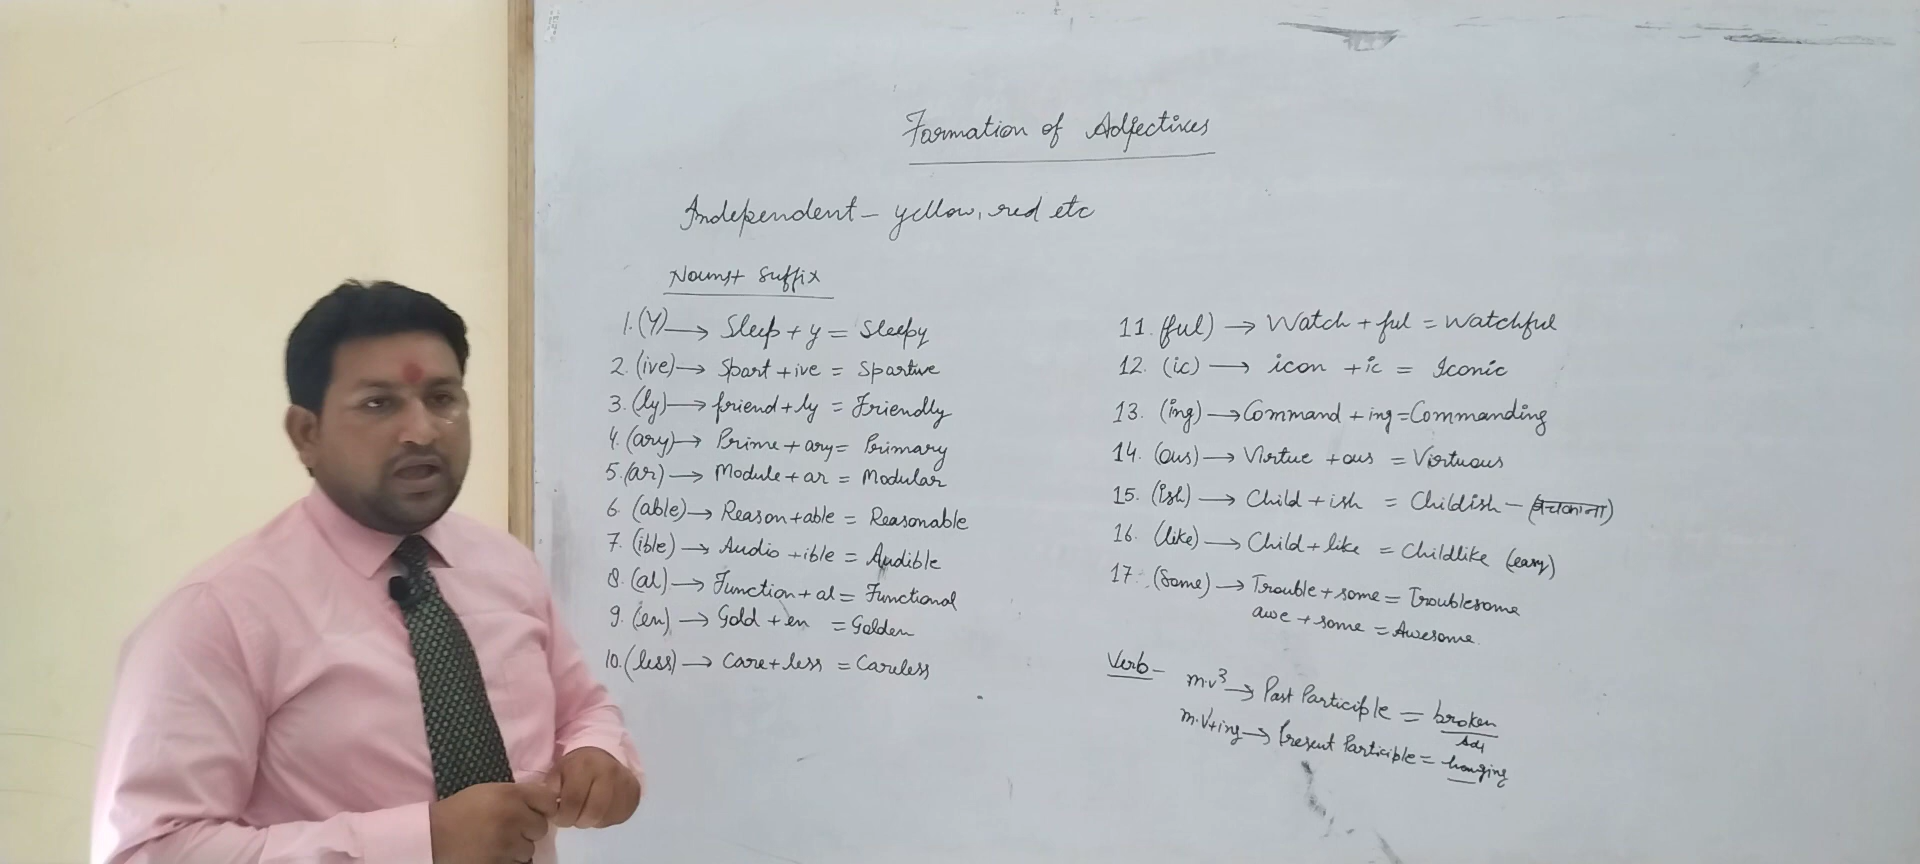 Formation of Adjectives
Independent - yellow, red etc
Noun + Suffix
1. (Y) → Sleep + y = Sleepy
2. (ive) → Sport + ive = Sportive
3. (ly) → friend + ly = Friendly
4. (ary) → Prime + ary = Primary
5. (ar) → Module + ar = Modular
6. (able) → Reason + able = Reasonable
7. (ible) → Audio + ible = Audible
8. (al) → Function + al = Functional
9. (en) → Gold + en = Golden
10. (less) → Care + less = Careless
11. (ful) → Watch + ful = Watchful
12. (ic) → icon + ic = Iconic
13. (ing) → Command + ing = Commanding
14. (ous) → Virtue + ous = Virtuous
15. (ish) → Child + ish = Childish - (बचकाना)
16. (like) → Child + like = Childlike (easy)
17. (Some) → Trouble + some = Troublesome
awe + some = Awesome.
Verb - m.v³ → Past Participle = broken
Adj
m.v+ing → Present Participle = hanging